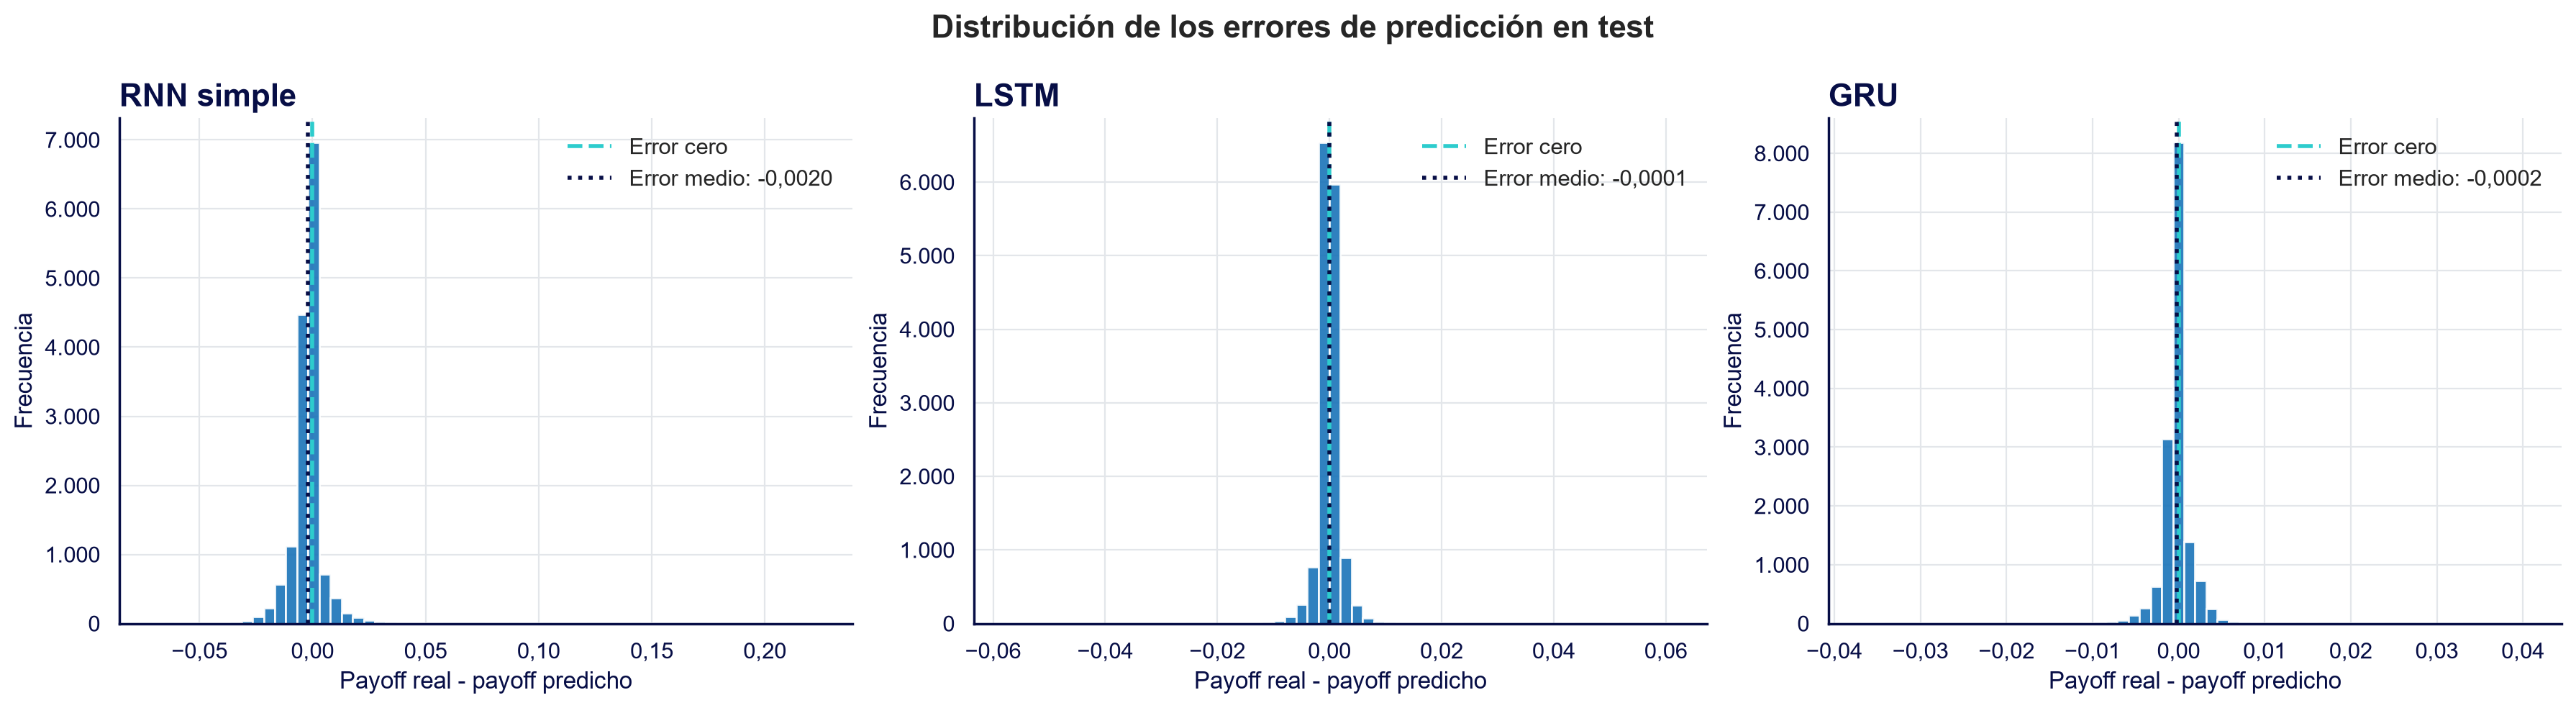 Distribución de los errores de predicción en test
RNN simple
Error cero
Error medio: -0,0020
7.000
6.000
5.000
4.000
3.000
2.000
1.000
0
Frecuencia
−0,05 0,00 0,05 0,10 0,15 0,20
Payoff real - payoff predicho
LSTM
Error cero
Error medio: -0,0001
6.000
5.000
4.000
3.000
2.000
1.000
0
Frecuencia
−0,06 −0,04 −0,02 0,00 0,02 0,04 0,06
Payoff real - payoff predicho
GRU
Error cero
Error medio: -0,0002
8.000
7.000
6.000
5.000
4.000
3.000
2.000
1.000
0
Frecuencia
−0,04 −0,03 −0,02 −0,01 0,00 0,01 0,02 0,03 0,04
Payoff real - payoff predicho